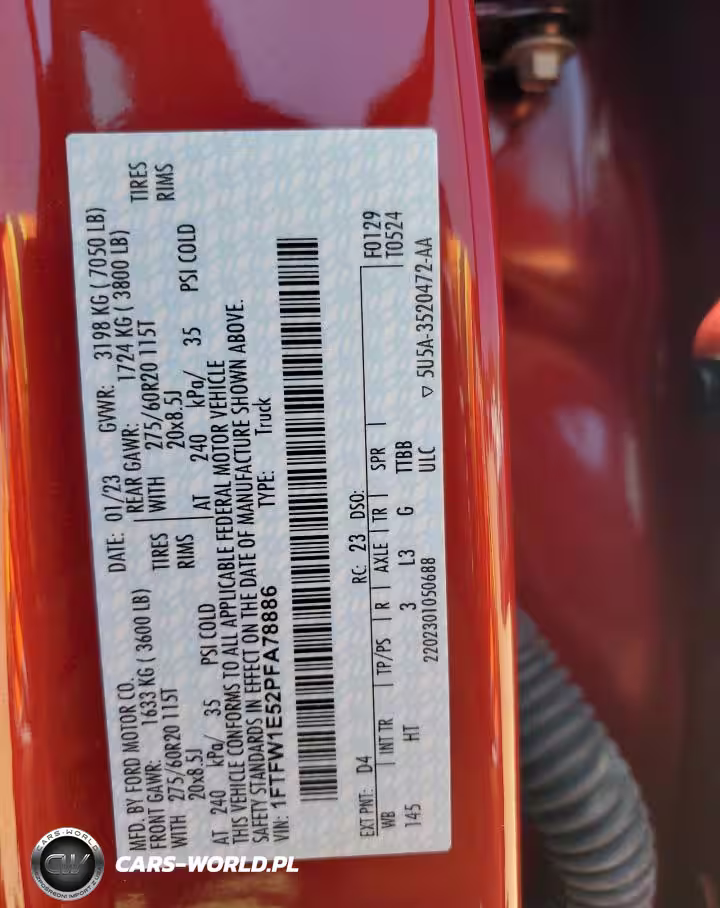 MFD. BY FORD MOTOR CO.
DATE: 01/23 GVWR: 3198 KG ( 7050 LB)
FRONT GAWR: 1633 KG ( 3600 LB)
REAR GAWR: 1724 KG ( 3800 LB)
WITH 275/60R20 115T TIRES
WITH 275/60R20 115T TIRES
20x8.5J RIMS
20x8.5J RIMS
AT 240 kPa/ 35 PSI COLD
AT 240 kPa/ 35 PSI COLD
THIS VEHICLE CONFORMS TO ALL APPLICABLE FEDERAL MOTOR VEHICLE
SAFETY STANDARDS IN EFFECT ON THE DATE OF MANUFACTURE SHOWN ABOVE.
VIN: 1FTFW1E52PFA78886 TYPE: Truck
EXT PNT: D4 RC: 23 DSO: F0129
WB INT TR TP/PS R AXLE TR SPR T0524
145 HT 3 L3 G TTBB
2202301050688 ULC
▽ 5U5A-3520472-AA
CARS-WORLD
CW
CARS-WORLD.PL